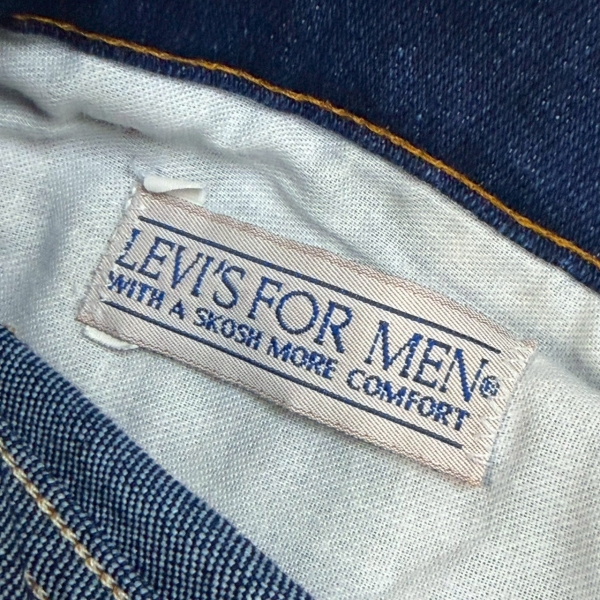 LEVI'S FOR MEN®
WITH A SKOSH MORE COMFORT